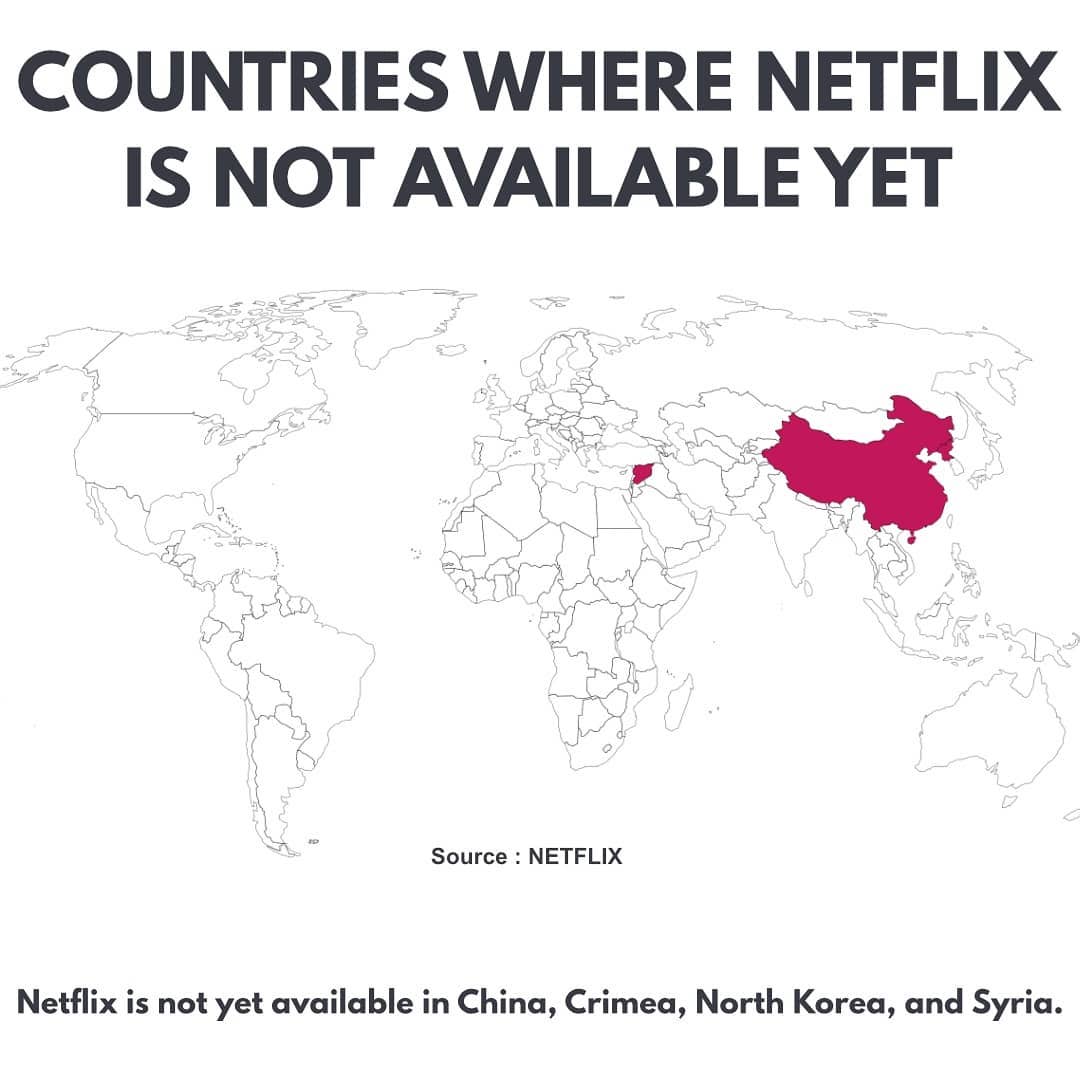 COUNTRIES WHERE NETFLIX
IS NOT AVAILABLE YET
Source : NETFLIX
Netflix is not yet available in China, Crimea, North Korea, and Syria.